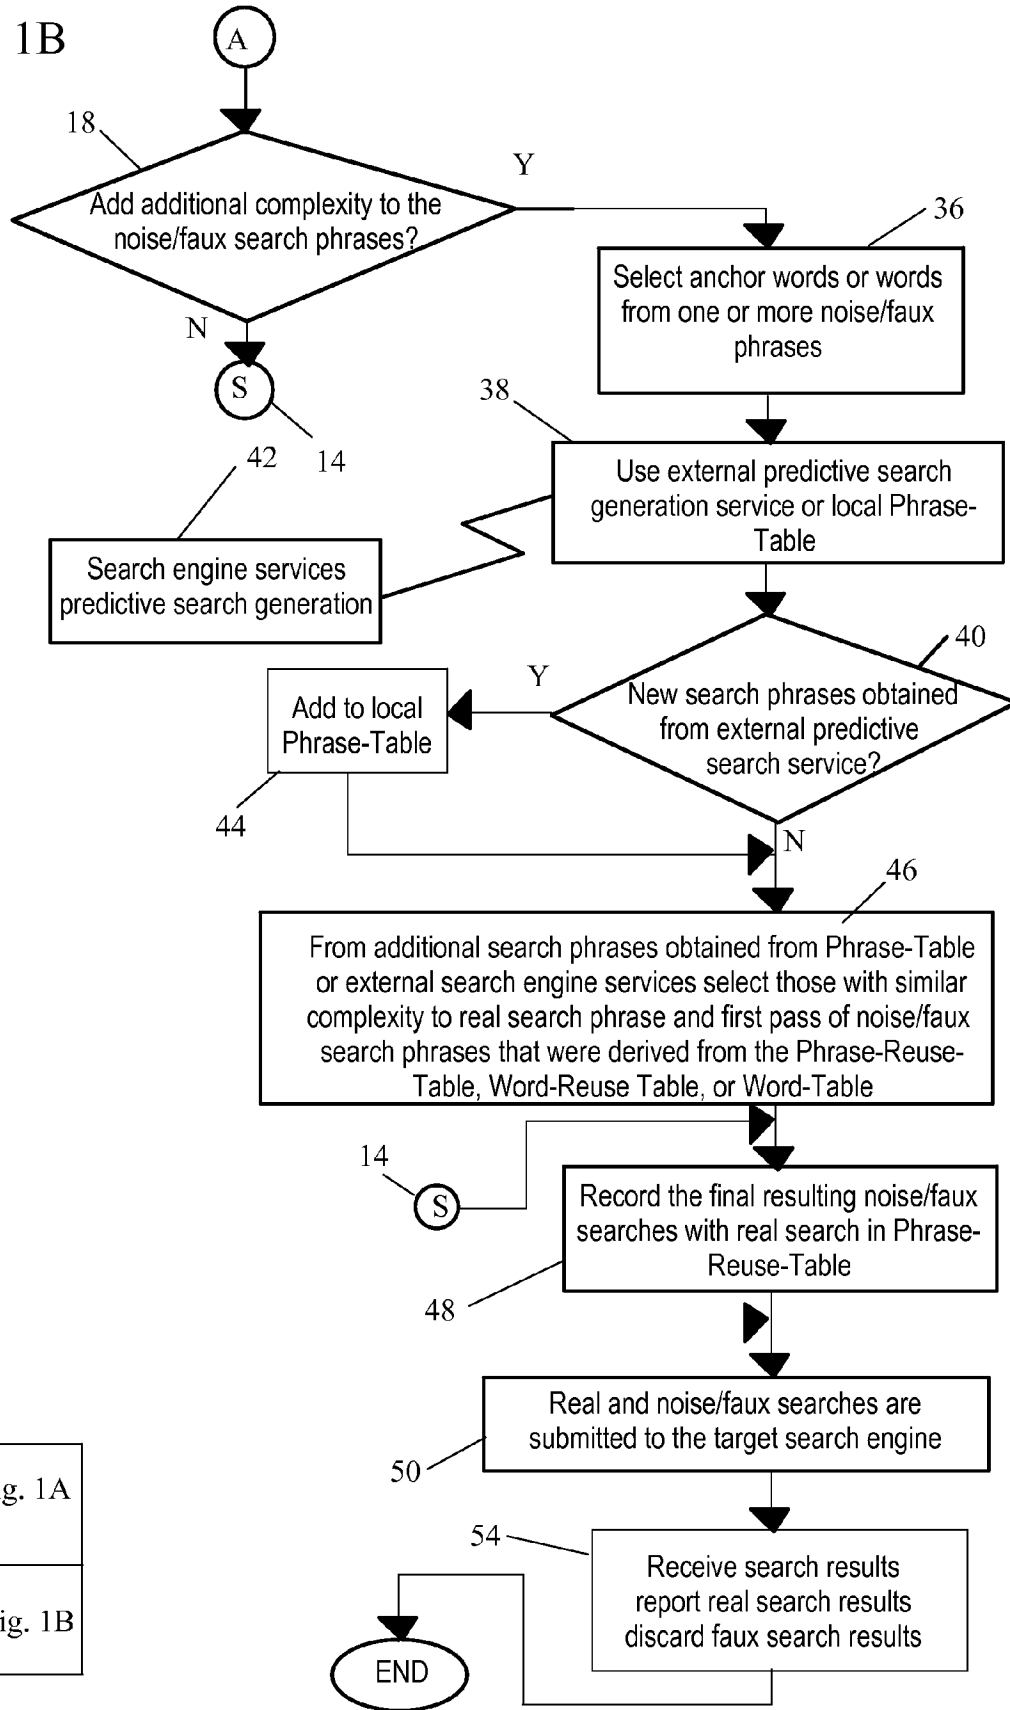 1B
A
18
Y
Add additional complexity to the
noise/faux search phrases?
36
Select anchor words or words
from one or more noise/faux
phrases
N
S
14
38
42
Use external predictive search
generation service or local Phrase-
Table
Search engine services
predictive search generation
40
Y
New search phrases obtained
from external predictive
search service?
Add to local
Phrase-Table
44
N
46
From additional search phrases obtained from Phrase-Table
or external search engine services select those with similar
complexity to real search phrase and first pass of noise/faux
search phrases that were derived from the Phrase-Reuse-
Table, Word-Reuse Table, or Word-Table
14
S
Record the final resulting noise/faux
searches with real search in Phrase-
Reuse-Table
48
Real and noise/faux searches are
submitted to the target search engine
50
g. 1A
54
Receive search results
report real search results
discard faux search results
ig. 1B
END